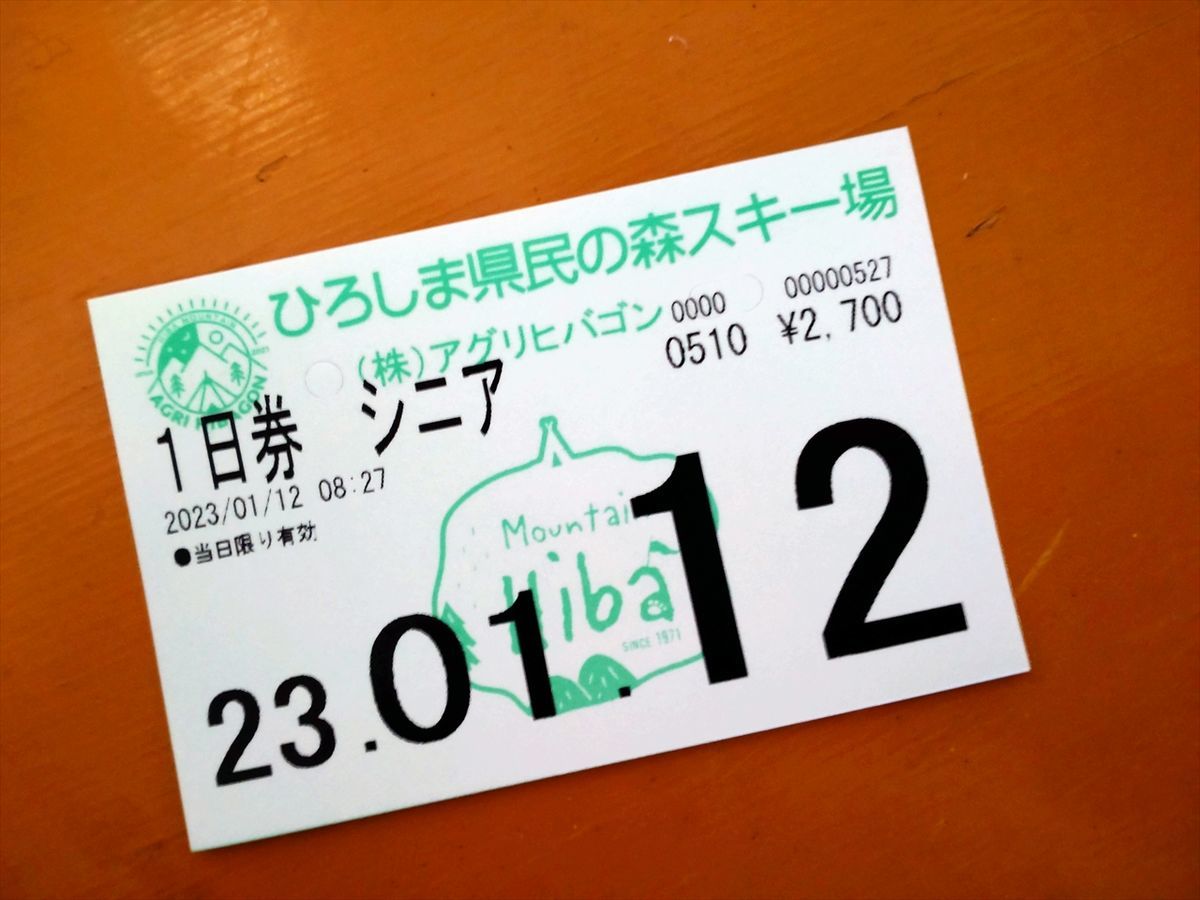 ひろしま県民の森スキー場
(株)アグリヒバゴン
0000 00000527
0510 ¥2,700
AGRI HIBAGON
1日券 シニア
2023/01/12 08:27
●当日限り有効
Mountain
Hiba
SINCE 1971
23.01.12